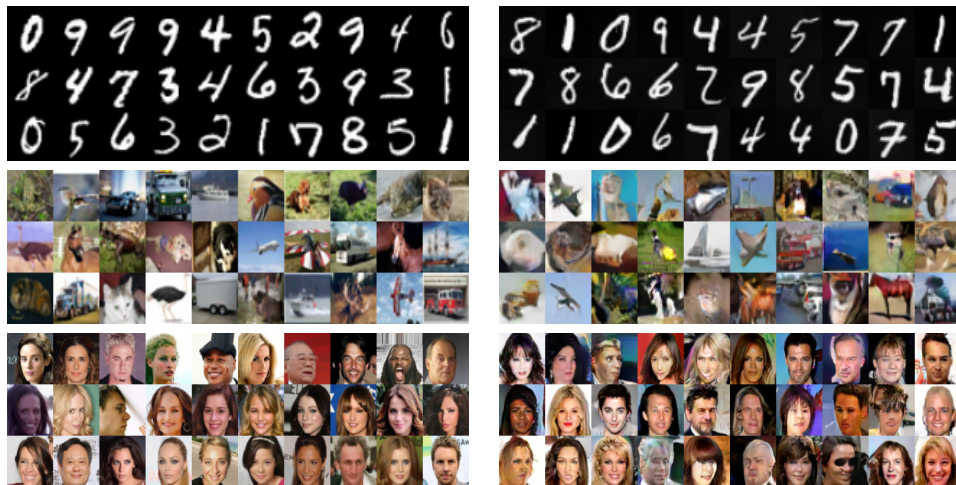 0 9 9 9 4 5 2 9 4 6
8 4 7 3 4 6 3 9 3 1
0 5 6 3 2 1 7 8 5 1
8 1 0 9 4 4 5 7 7 1
7 8 6 6 2 9 8 5 7 4
1 1 0 6 7 4 4 0 7 5